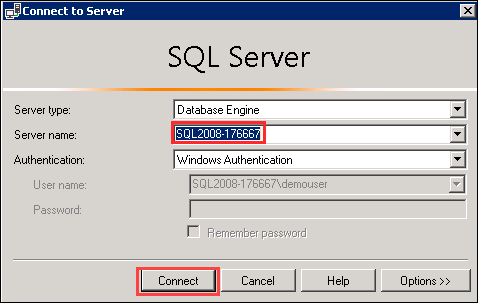 Connect to Server
SQL Server
Server type: Database Engine
Server name: SQL2008-176667
Authentication: Windows Authentication
User name: SQL2008-176667\demouser
Password:
Remember password
Connect Cancel Help Options >>